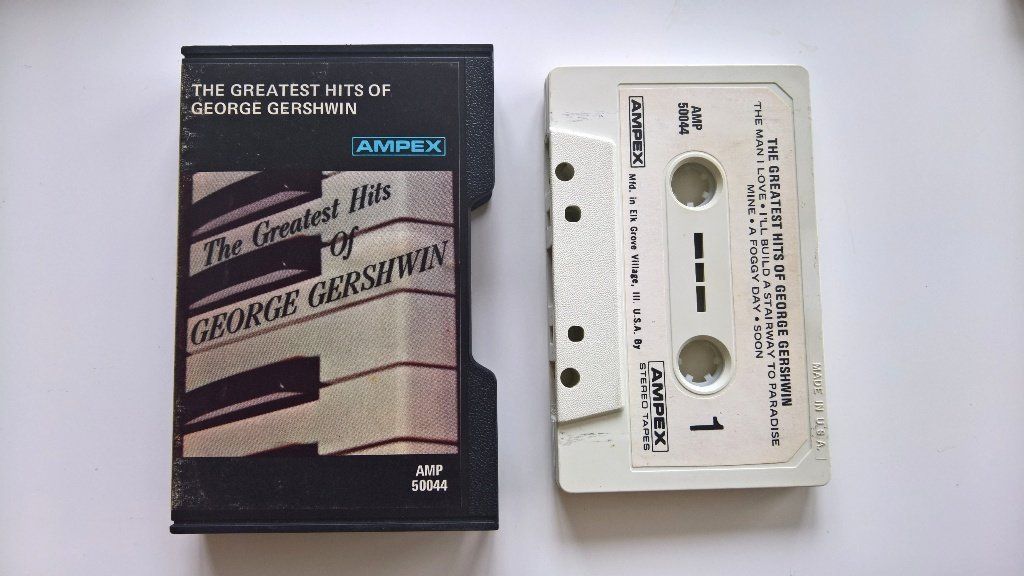 THE GREATEST HITS OF
GEORGE GERSHWIN
AMPEX
The Greatest Hits
Of
GEORGE GERSHWIN
AMP
50044
THE GREATEST HITS OF GEORGE GERSHWIN
THE MAN I LOVE • I'LL BUILD A STAIRWAY TO PARADISE
MINE • A FOGGY DAY • SOON
AMP
50044
1
AMPEX
Mfd. in Elk Grove Village, Ill. U.S.A. By
AMPEX
STEREO TAPES
MADE IN U.S.A.